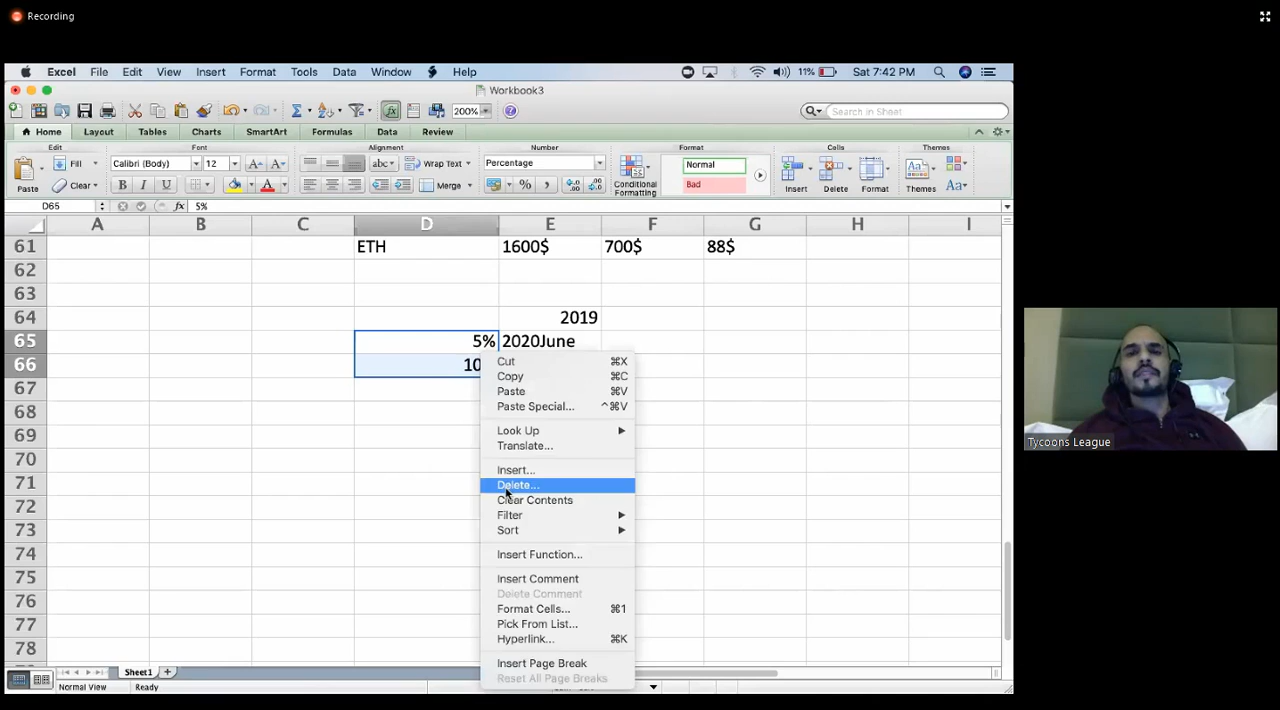 Recording
Excel File Edit View Insert Format Tools Data Window Help 11% Sat 7:42 PM
Workbook3
200% Search in Sheet
Home Layout Tables Charts SmartArt Formulas Data Review
Edit Font Alignment Number Format Cells Themes
Fill Calibri (Body) 12 A A abc Wrap Text Percentage Normal
Paste Clear B I U A Merge % , Conditional Formatting Bad Insert Delete Format Themes Aa
D65 fx 5%
A B C D E F G H I
61 ETH 1600$ 700$ 88$
62
63
64 2019
65 5% 2020June
66 10
67
68
69
70
71
72
73
74
75
76
77
78
Cut ⌘X
Copy ⌘C
Paste ⌘V
Paste Special... ^⌘V
Look Up
Translate...
Insert...
Delete...
Clear Contents
Filter
Sort
Insert Function...
Insert Comment
Delete Comment
Format Cells... ⌘1
Pick From List...
Hyperlink... ⌘K
Insert Page Break
Reset All Page Breaks
Sheet1
Normal View Ready
Tycoons League